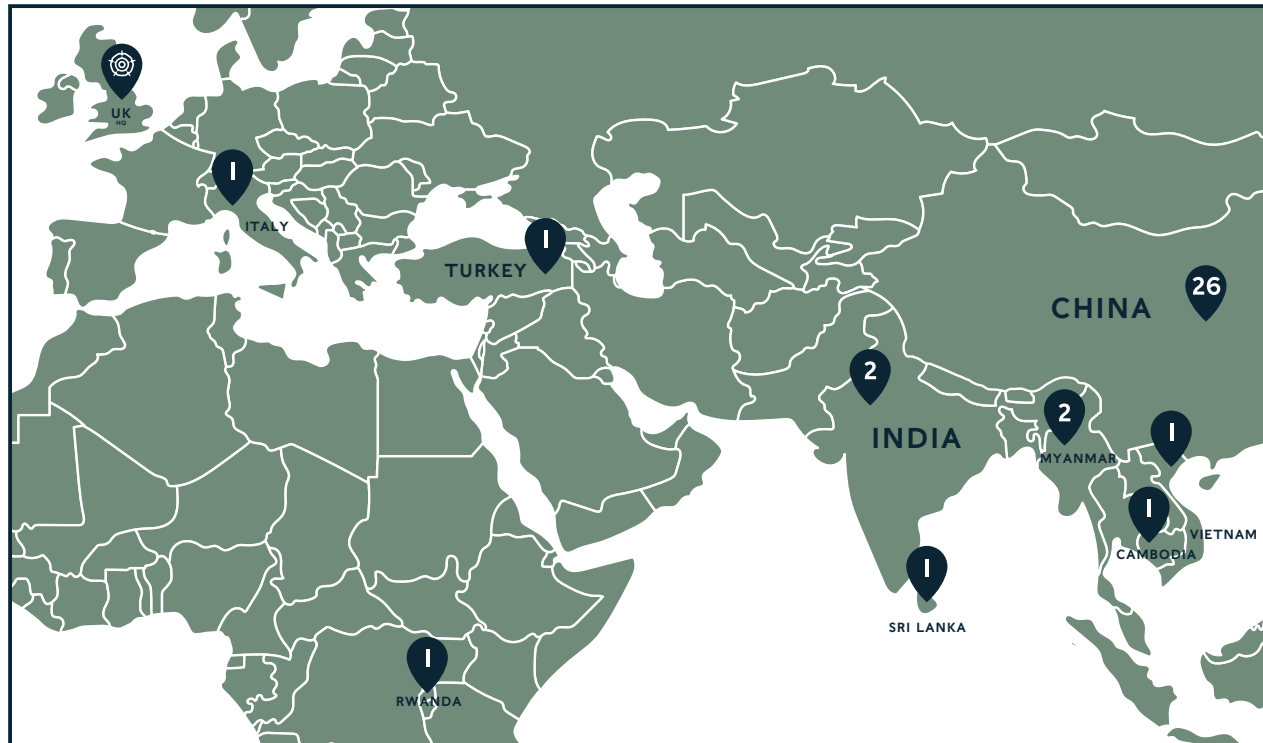 UK
HQ
1
ITALY
1
TURKEY
26
CHINA
2
INDIA
2
MYANMAR
1
1
VIETNAM
CAMBODIA
1
SRI LANKA
1
RWANDA